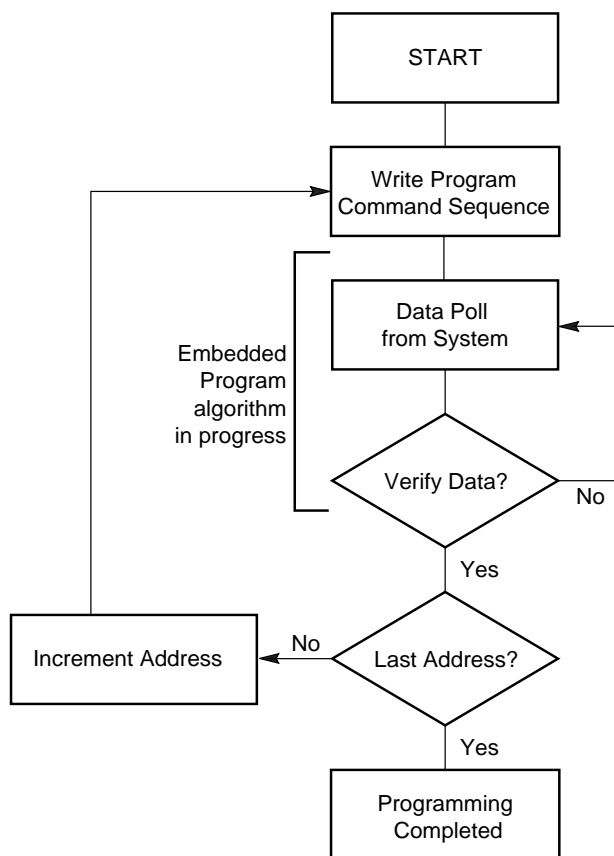 START
Write Program
Command Sequence
Data Poll
from System
Embedded
Program
algorithm
in progress
Verify Data?
No
Yes
Last Address?
No
Increment Address
Yes
Programming
Completed